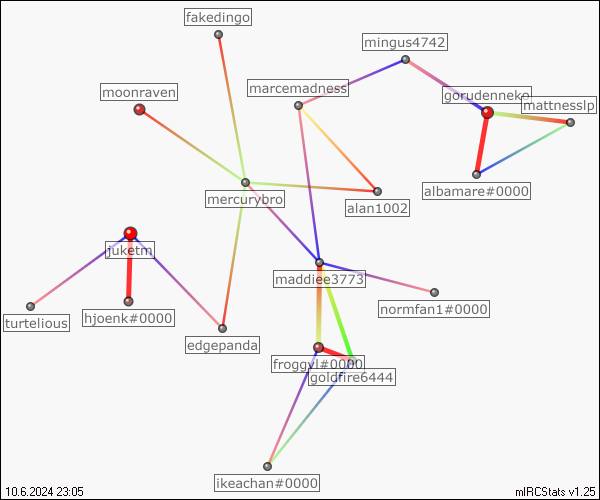 fakedingo
mingus4742
marcemadness
moonraven
gorudenneko
mattnesslp
albamare#0000
mercurybro
alan1002
juketm
maddiee3773
normfan1#0000
turtelious
hjoenk#0000
edgepanda
froggyl#0000
goldfire6444
ikeachan#0000
10.6.2024 23:05
mIRCStats v1.25